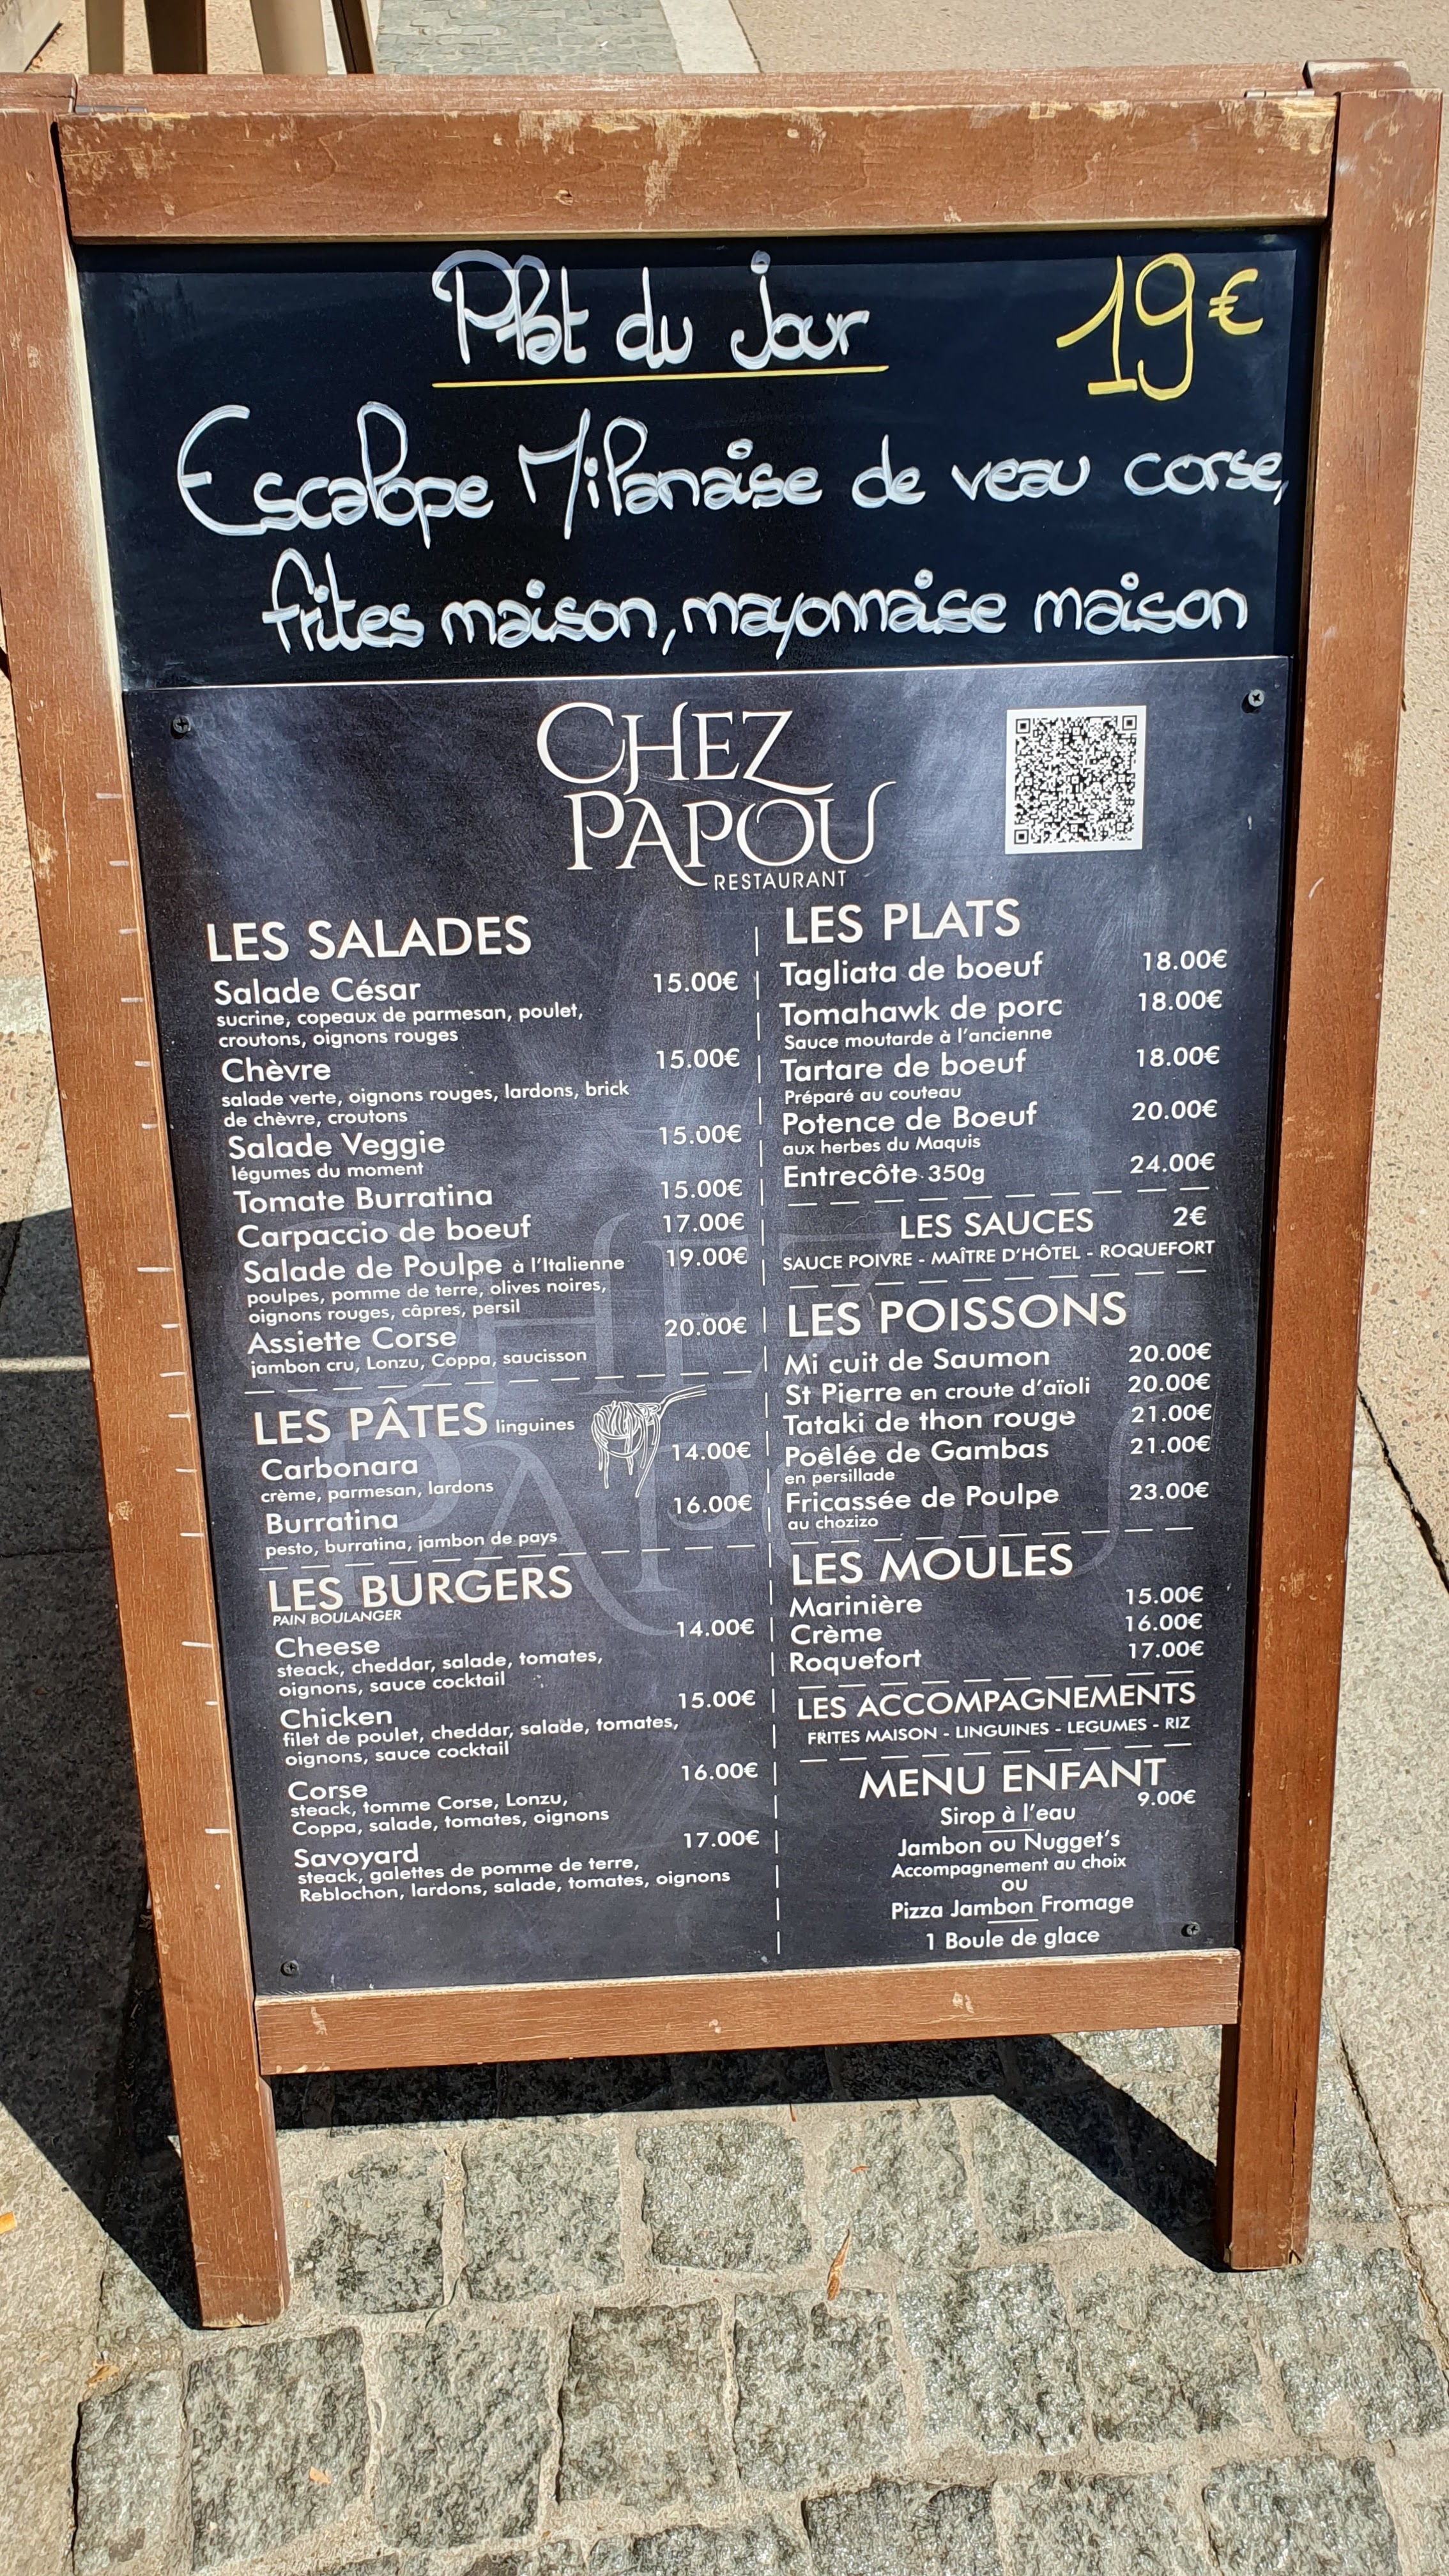 Plat du jour 19€
Escalope Milanaise de veau corse,
frites maison, mayonnaise maison
CHEZ
PAPOU
RESTAURANT
LES SALADES
Salade César 15.00€
sucrine, copeaux de parmesan, poulet,
croutons, oignons rouges
Chèvre 15.00€
salade verte, oignons rouges, lardons, brick
de chèvre, croutons
Salade Veggie 15.00€
légumes du moment
Tomate Burratina 15.00€
Carpaccio de boeuf 17.00€
Salade de Poulpe à l'Italienne 19.00€
poulpes, pomme de terre, olives noires,
oignons rouges, câpres, persil
Assiette Corse 20.00€
jambon cru, Lonzu, Coppa, saucisson
LES PÂTES linguines
Carbonara 14.00€
crème, parmesan, lardons
Burratina 16.00€
pesto, burratina, jambon de pays
LES BURGERS
PAIN BOULANGER
Cheese 14.00€
steack, cheddar, salade, tomates,
oignons, sauce cocktail
Chicken 15.00€
filet de poulet, cheddar, salade, tomates,
oignons, sauce cocktail
Corse 16.00€
steack, tomme Corse, Lonzu,
Coppa, salade, tomates, oignons
Savoyard 17.00€
steack, galettes de pomme de terre,
Reblochon, lardons, salade, tomates, oignons
LES PLATS
Tagliata de boeuf 18.00€
Tomahawk de porc 18.00€
Sauce moutarde à l'ancienne
Tartare de boeuf 18.00€
Préparé au couteau
Potence de Boeuf 20.00€
aux herbes du Maquis
Entrecôte 350g 24.00€
LES SAUCES 2€
SAUCE POIVRE - MAÎTRE D'HÔTEL - ROQUEFORT
LES POISSONS
Mi cuit de Saumon 20.00€
St Pierre en croute d'aïoli 20.00€
Tataki de thon rouge 21.00€
Poêlée de Gambas 21.00€
en persillade
Fricassée de Poulpe 23.00€
au chozizo
LES MOULES
Marinière 15.00€
Crème 16.00€
Roquefort 17.00€
LES ACCOMPAGNEMENTS
FRITES MAISON - LINGUINES - LEGUMES - RIZ
MENU ENFANT
9.00€
Sirop à l'eau
Jambon ou Nugget's
Accompagnement au choix
ou
Pizza Jambon Fromage
1 Boule de glace